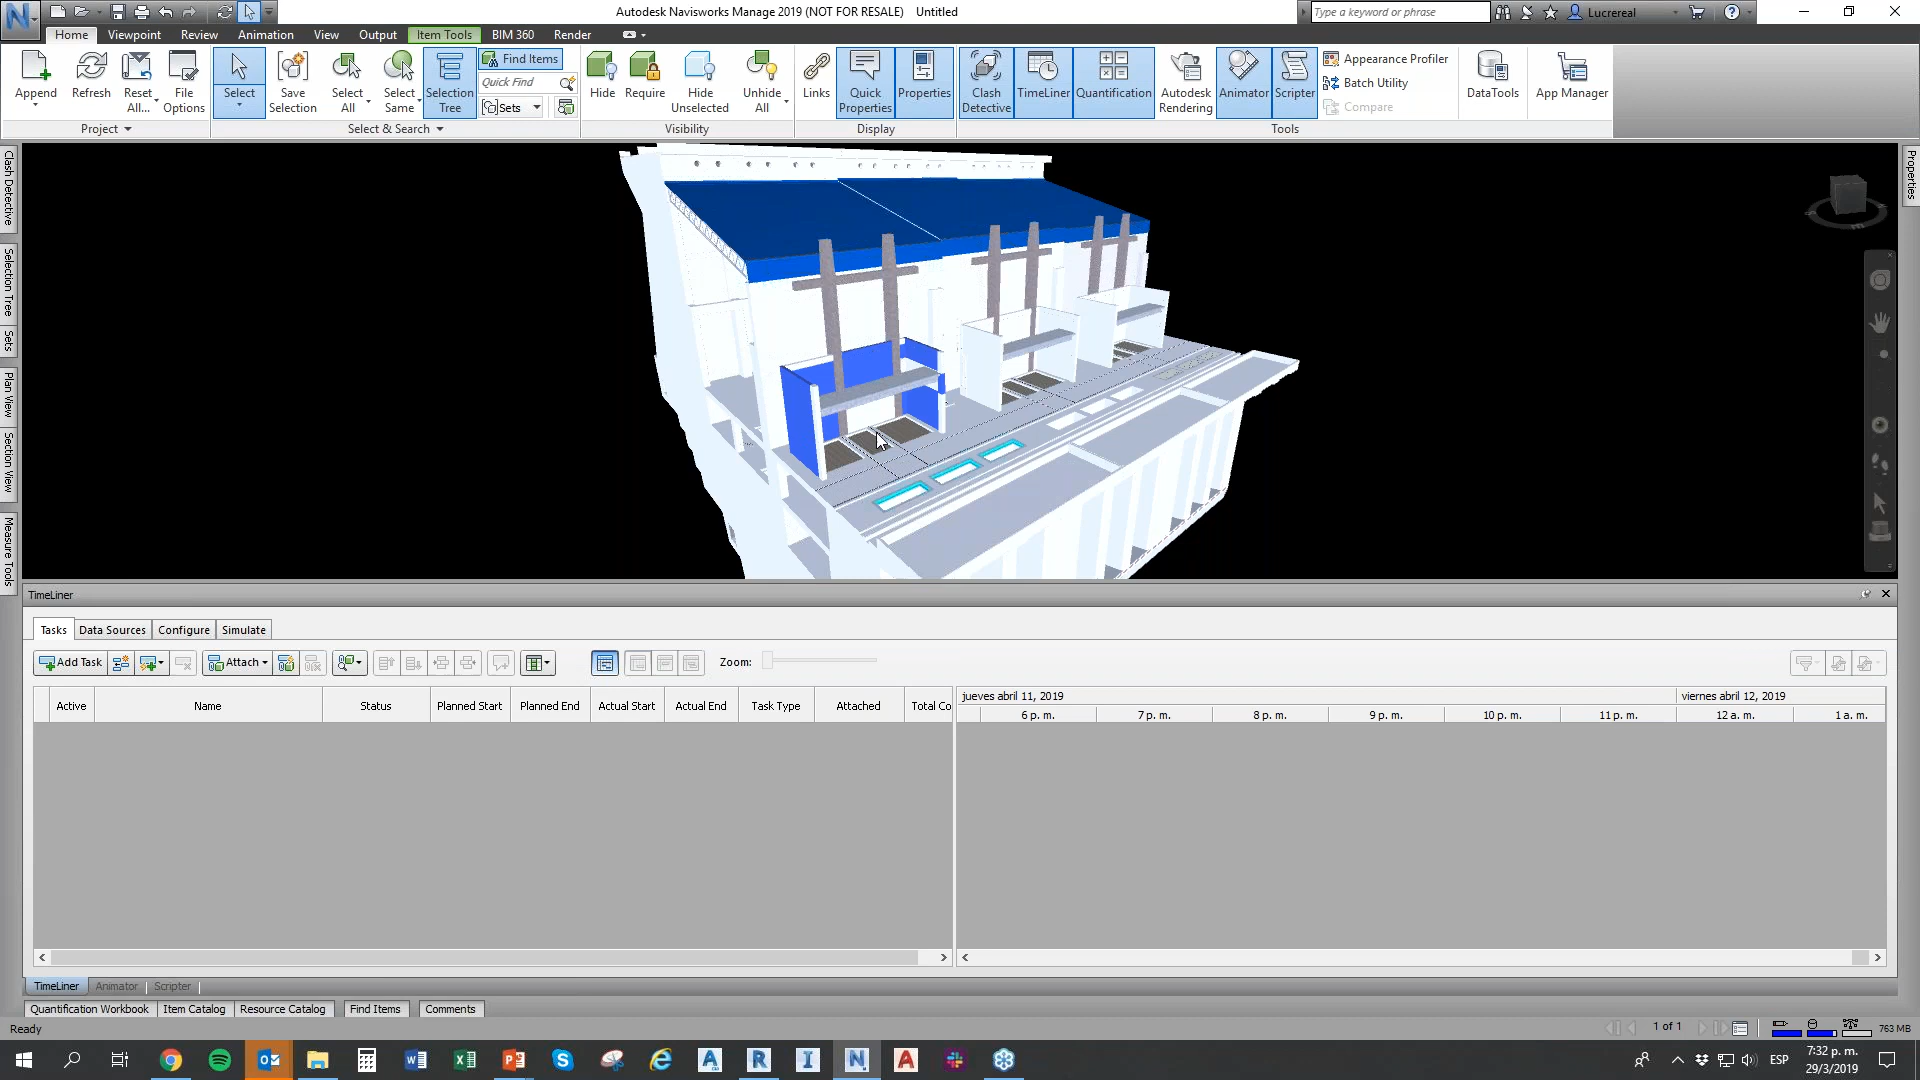 Autodesk Navisworks Manage 2019 (NOT FOR RESALE) Untitled
Type a keyword or phrase
Lucrereal
Home Viewpoint Review Animation View Output Item Tools BIM 360 Render
Append
Refresh
Reset All...
File Options
Project
Select
Save Selection
Select All
Select Same
Selection Tree
Find Items
Quick Find
Sets
Select & Search
Hide
Require
Hide Unselected
Unhide All
Visibility
Links
Quick Properties
Properties
Display
Clash Detective
TimeLiner
Quantification
Autodesk Rendering
Animator
Scripter
Appearance Profiler
Batch Utility
Compare
Tools
DataTools
App Manager
Clash Detective
Selection Tree
Sets
Plan View
Section View
Measure Tools
Properties
TimeLiner
Tasks Data Sources Configure Simulate
Add Task Attach Zoom:
Active Name Status Planned Start Planned End Actual Start Actual End Task Type Attached Total Co
jueves abril 11, 2019 viernes abril 12, 2019
6 p. m. 7 p. m. 8 p. m. 9 p. m. 10 p. m. 11 p. m. 12 a. m. 1 a. m.
TimeLiner Animator Scripter
Quantification Workbook Item Catalog Resource Catalog Find Items Comments
Ready
1 of 1
763 MB
ESP
7:32 p. m.
29/3/2019